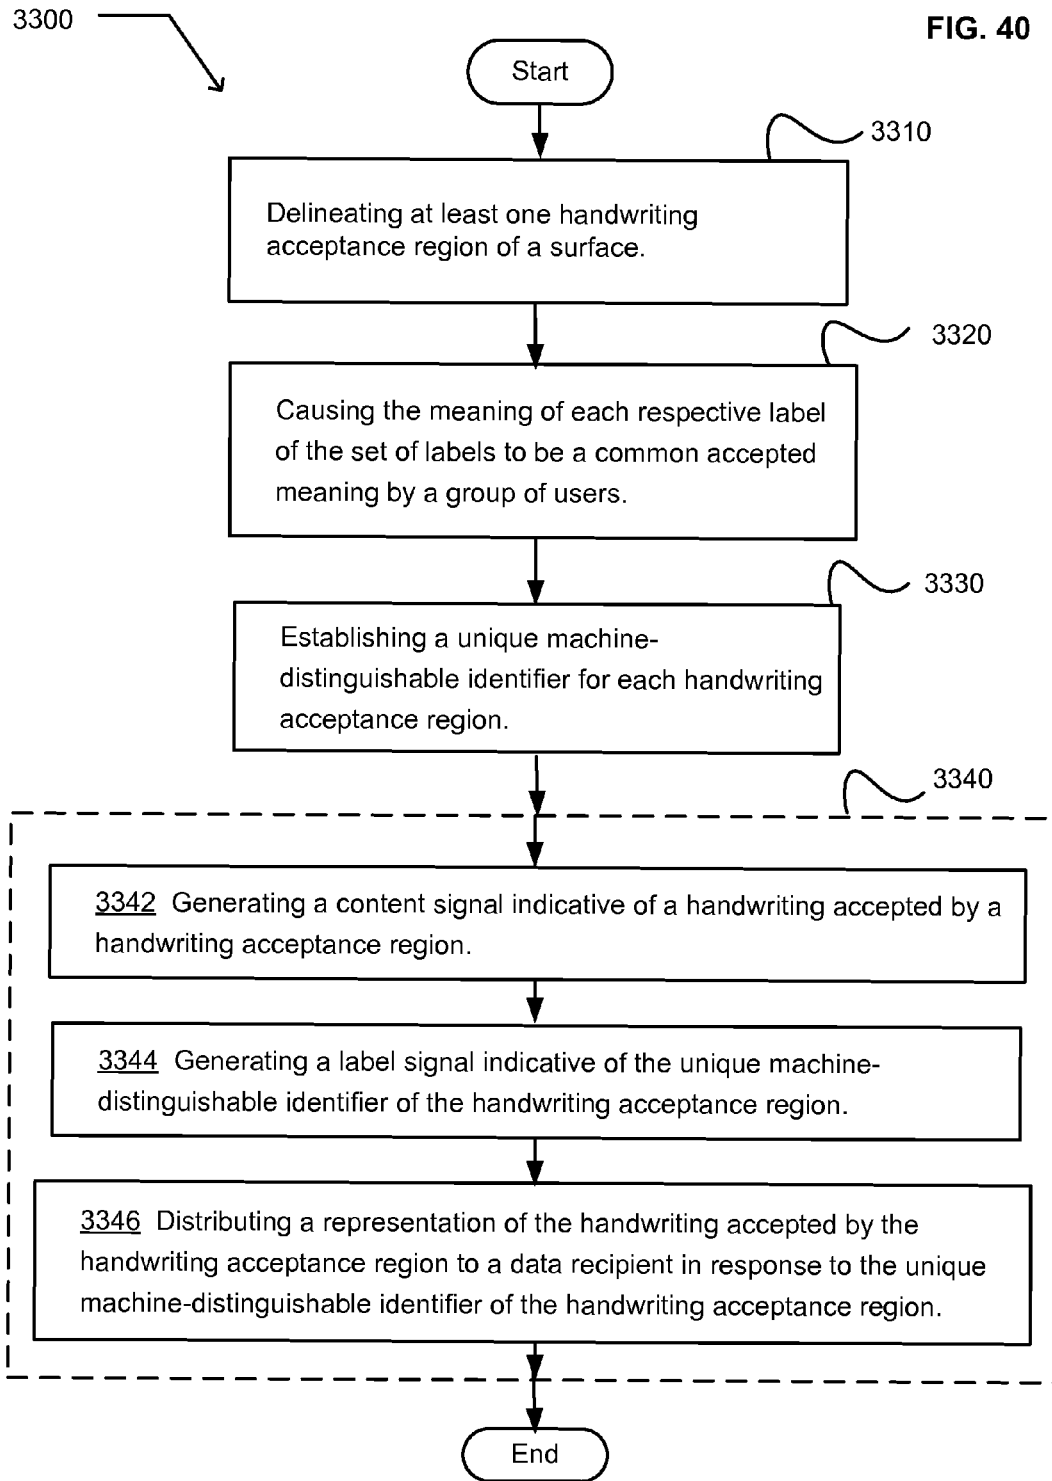 3300
FIG. 40
Start
3310
Delineating at least one handwriting
acceptance region of a surface.
3320
Causing the meaning of each respective label
of the set of labels to be a common accepted
meaning by a group of users.
3330
Establishing a unique machine-
distinguishable identifier for each handwriting
acceptance region.
3340
3342 Generating a content signal indicative of a handwriting accepted by a
handwriting acceptance region.
3344 Generating a label signal indicative of the unique machine-
distinguishable identifier of the handwriting acceptance region.
3346 Distributing a representation of the handwriting accepted by the
handwriting acceptance region to a data recipient in response to the unique
machine-distinguishable identifier of the handwriting acceptance region.
End